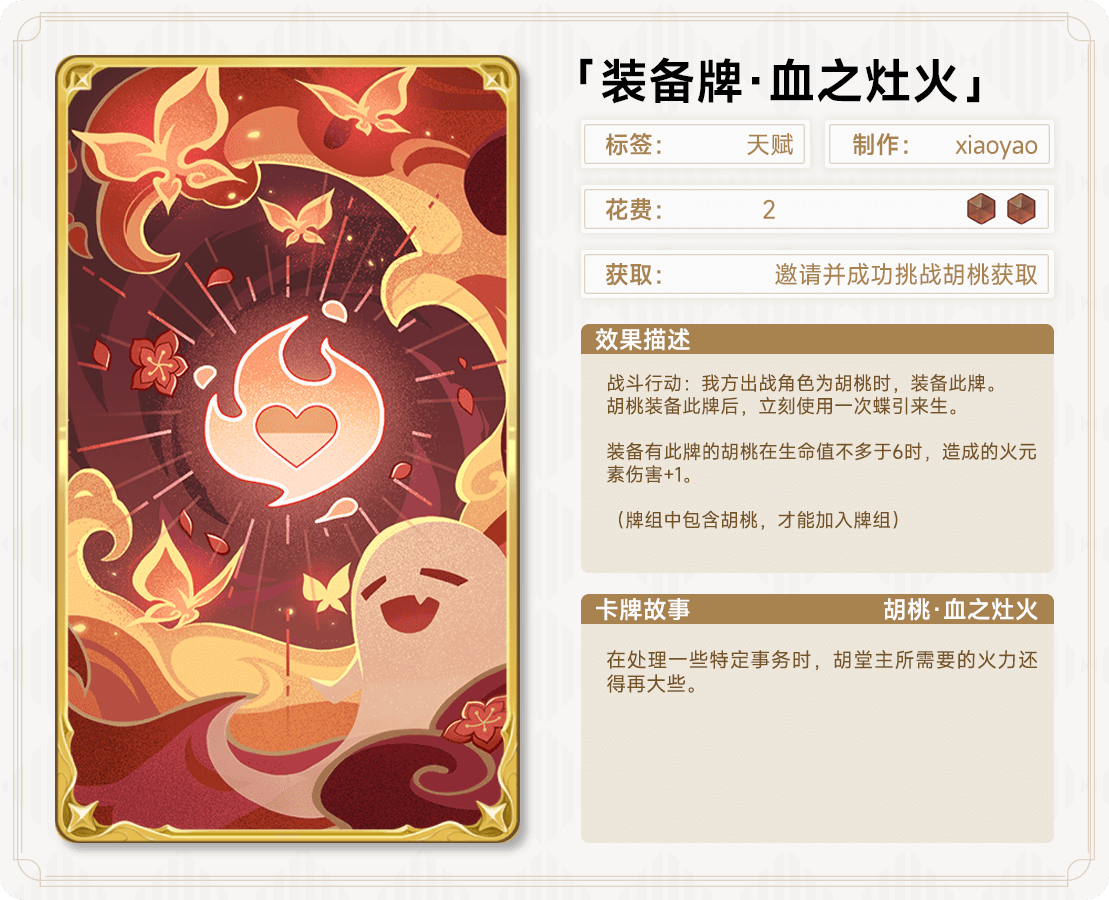 「装备牌·血之灶火」
标签： 天赋
制作： xiaoyao
花费： 2
获取： 邀请并成功挑战胡桃获取
效果描述
战斗行动：我方出战角色为胡桃时，装备此牌。
胡桃装备此牌后，立刻使用一次蝶引来生。
装备有此牌的胡桃在生命值不多于6时，造成的火元
素伤害+1。
（牌组中包含胡桃，才能加入牌组）
卡牌故事 胡桃·血之灶火
在处理一些特定事务时，胡堂主所需要的火力还
得再大些。